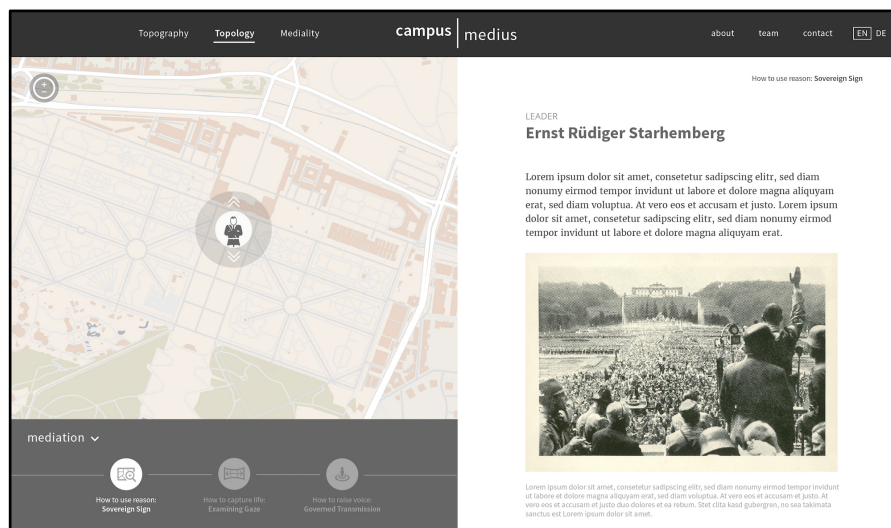 Topography Topology Mediality campus medius about team contact EN DE
How to use reason: Sovereign Sign
LEADER
Ernst Rüdiger Starhemberg
Lorem ipsum dolor sit amet, consetetur sadipscing elitr, sed diam
nonumy eirmod tempor invidunt ut labore et dolore magna aliquyam
erat, sed diam voluptua. At vero eos et accusam et justo. Lorem ipsum
dolor sit amet, consetetur sadipscing elitr, sed diam nonumy eirmod
tempor invidunt ut labore et dolore magna aliquyam erat.
mediation
How to use reason:
Sovereign Sign
How to capture life:
Examining Gaze
How to raise voice:
Governed Transmission
Lorem ipsum dolor sit amet, consetetur sadipscing elitr, sed diam nonumy eirmod tempor invidunt
ut labore et dolore magna aliquyam erat, sed diam voluptua. At vero eos et accusam et justo. At
vero eos et accusam et justo duo dolores et ea rebum. Stet clita kasd gubergren, no sea takimata
sanctus est Lorem ipsum dolor sit amet.